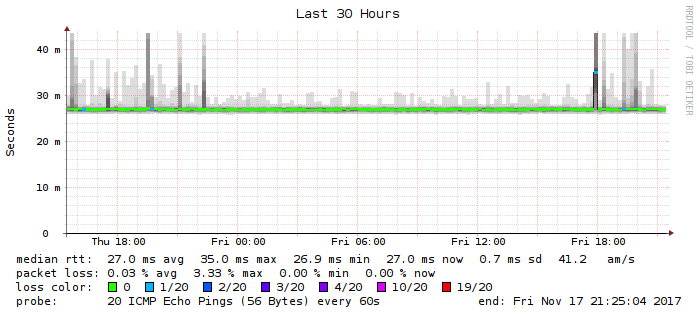 Last 30 Hours
RRDTOOL / TOBI OETIKER
Seconds
40 m
30 m
20 m
10 m
0
Thu 18:00 Fri 00:00 Fri 06:00 Fri 12:00 Fri 18:00
median rtt: 27.0 ms avg 35.0 ms max 26.9 ms min 27.0 ms now 0.7 ms sd 41.2 am/s
packet loss: 0.03 % avg 3.33 % max 0.00 % min 0.00 % now
loss color: 0 1/20 2/20 3/20 4/20 10/20 19/20
probe: 20 ICMP Echo Pings (56 Bytes) every 60s end: Fri Nov 17 21:25:04 2017